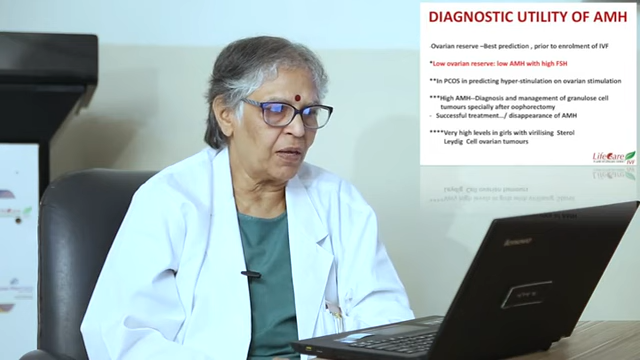 DIAGNOSTIC UTILITY OF AMH
Ovarian reserve –Best prediction , prior to enrolment of IVF
*Low ovarian reserve: low AMH with high FSH
**In PCOS in predicting hyper-stimulation on ovarian stimulation
***High AMH–Diagnosis and management of granulose cell
tumours specially after oophorectomy
- Successful treatment.../ disappearance of AMH
****Very high levels in girls with virilising Sterol
Leydig Cell ovarian tumours
LifeCare
IVF
lenovo